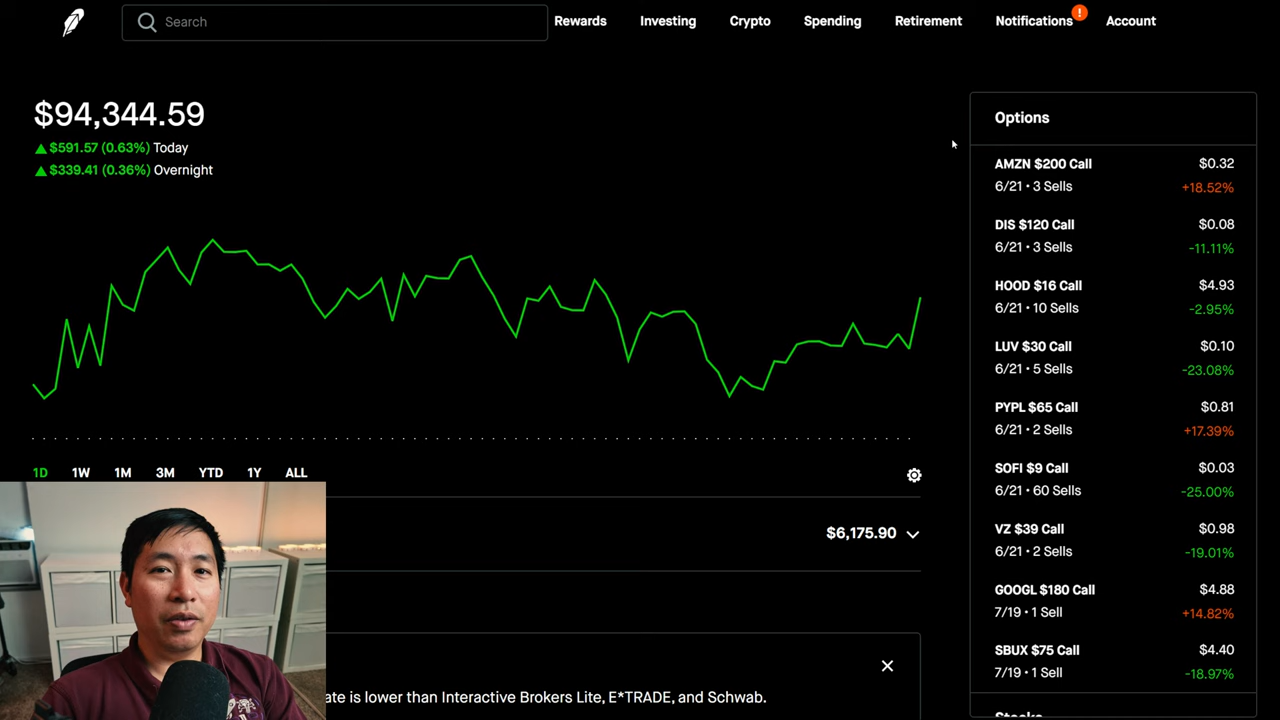 Search
Rewards
Investing
Crypto
Spending
Retirement
Notifications
!
Account
$94,344.59
$591.57 (0.63%) Today
$339.41 (0.36%) Overnight
1D
1W
1M
3M
YTD
1Y
ALL
$6,175.90
ate is lower than Interactive Brokers Lite, E*TRADE, and Schwab.
Options
AMZN $200 Call
$0.32
6/21 • 3 Sells
+18.52%
DIS $120 Call
$0.08
6/21 • 3 Sells
-11.11%
HOOD $16 Call
$4.93
6/21 • 10 Sells
-2.95%
LUV $30 Call
$0.10
6/21 • 5 Sells
-23.08%
PYPL $65 Call
$0.81
6/21 • 2 Sells
+17.39%
SOFI $9 Call
$0.03
6/21 • 60 Sells
-25.00%
VZ $39 Call
$0.98
6/21 • 2 Sells
-19.01%
GOOGL $180 Call
$4.88
7/19 • 1 Sell
+14.82%
SBUX $75 Call
$4.40
7/19 • 1 Sell
-18.97%